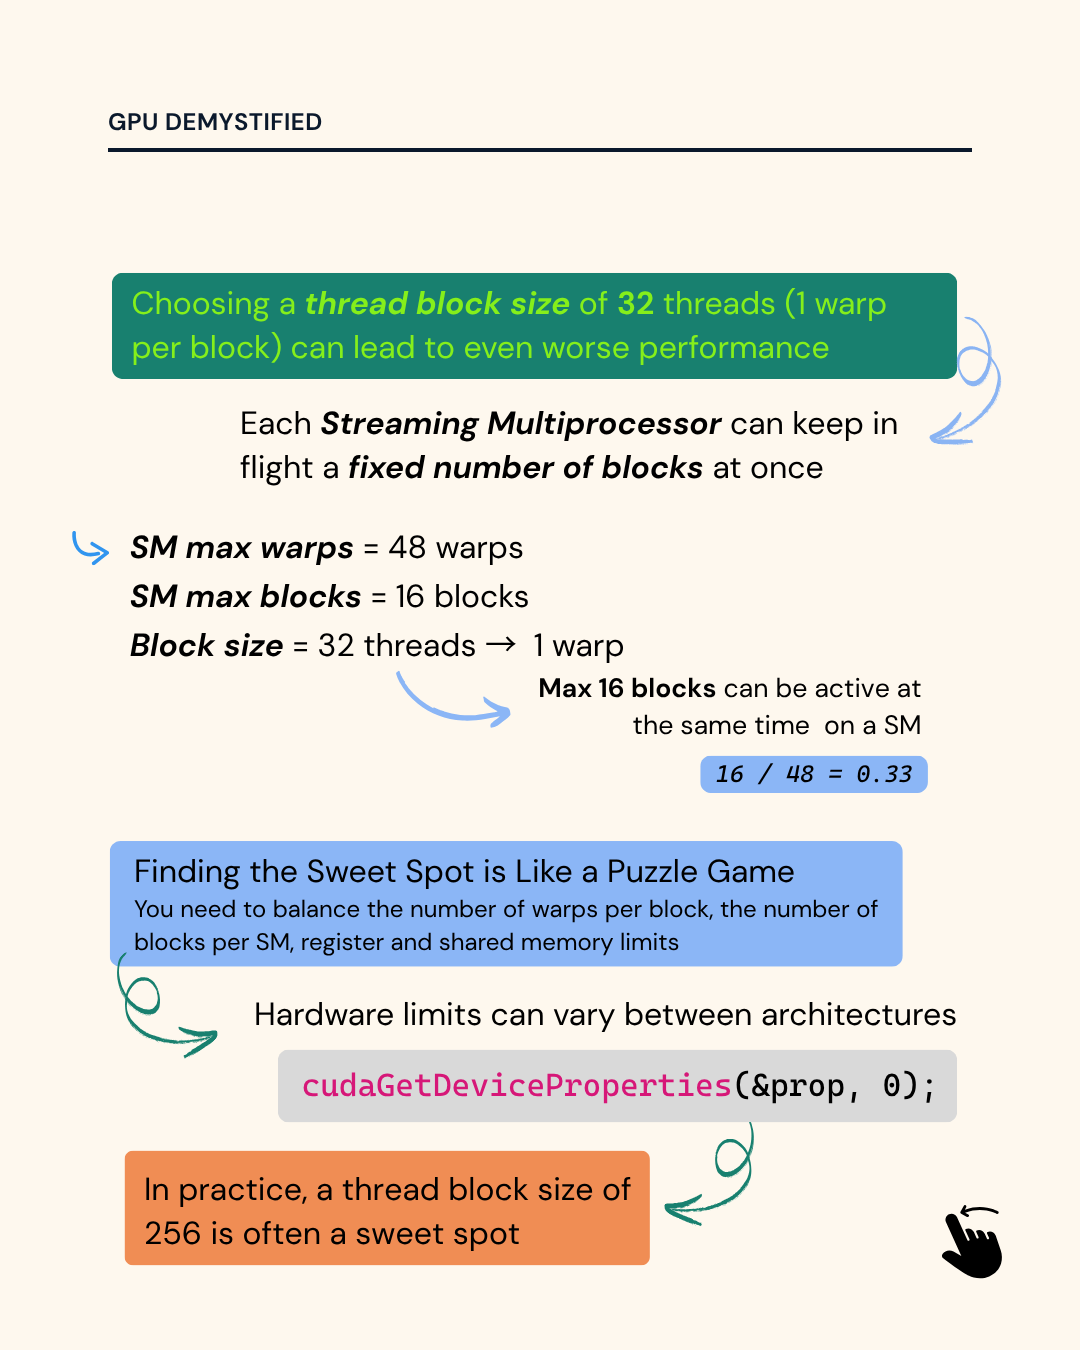 GPU DEMYSTIFIED
Choosing a thread block size of 32 threads (1 warp
per block) can lead to even worse performance
Each Streaming Multiprocessor can keep in
flight a fixed number of blocks at once
SM max warps = 48 warps
SM max blocks = 16 blocks
Block size = 32 threads → 1 warp
Max 16 blocks can be active at
the same time on a SM
16 / 48 = 0.33
Finding the Sweet Spot is Like a Puzzle Game
You need to balance the number of warps per block, the number of
blocks per SM, register and shared memory limits
Hardware limits can vary between architectures
cudaGetDeviceProperties(&prop, 0);
In practice, a thread block size of
256 is often a sweet spot